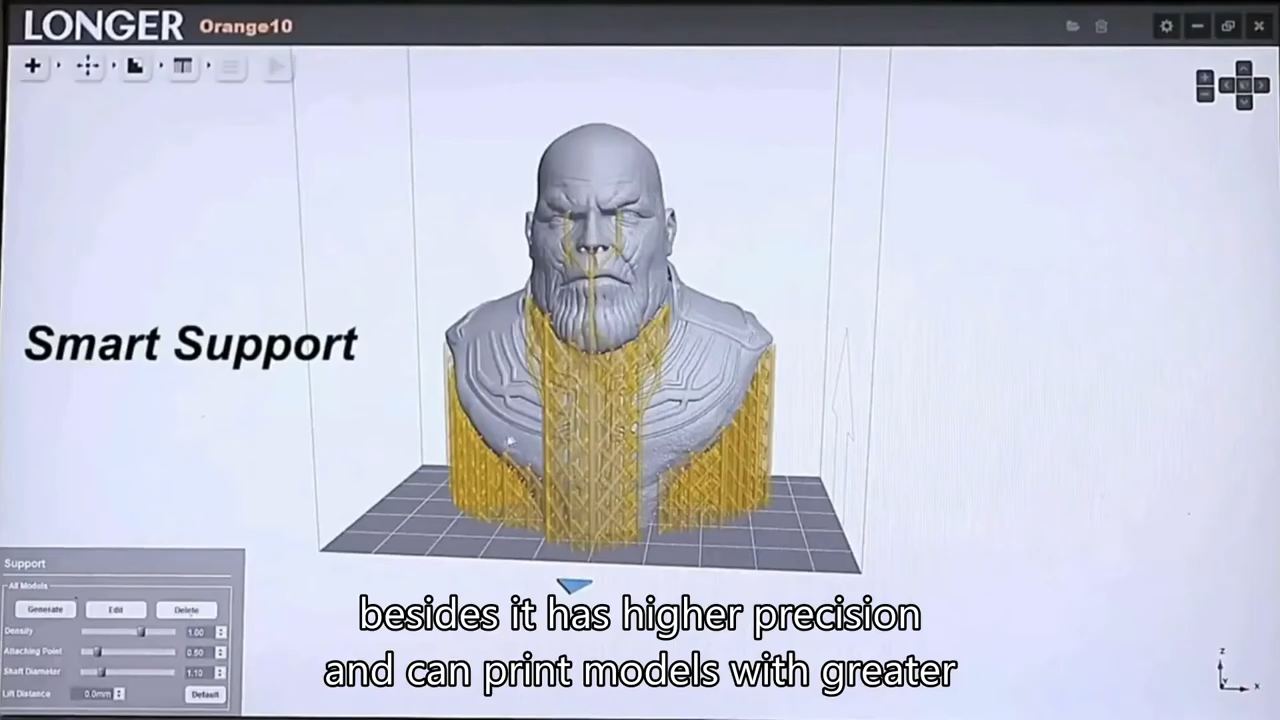 LONGER Orange10
Smart Support
Support
All Models
Generate Edit Delete
Density 1.00
Attaching Point 0.50
Shaft Diameter 1.10
Lift Distance 0.0mm Default
besides it has higher precision
and can print models with greater
z
Y
x